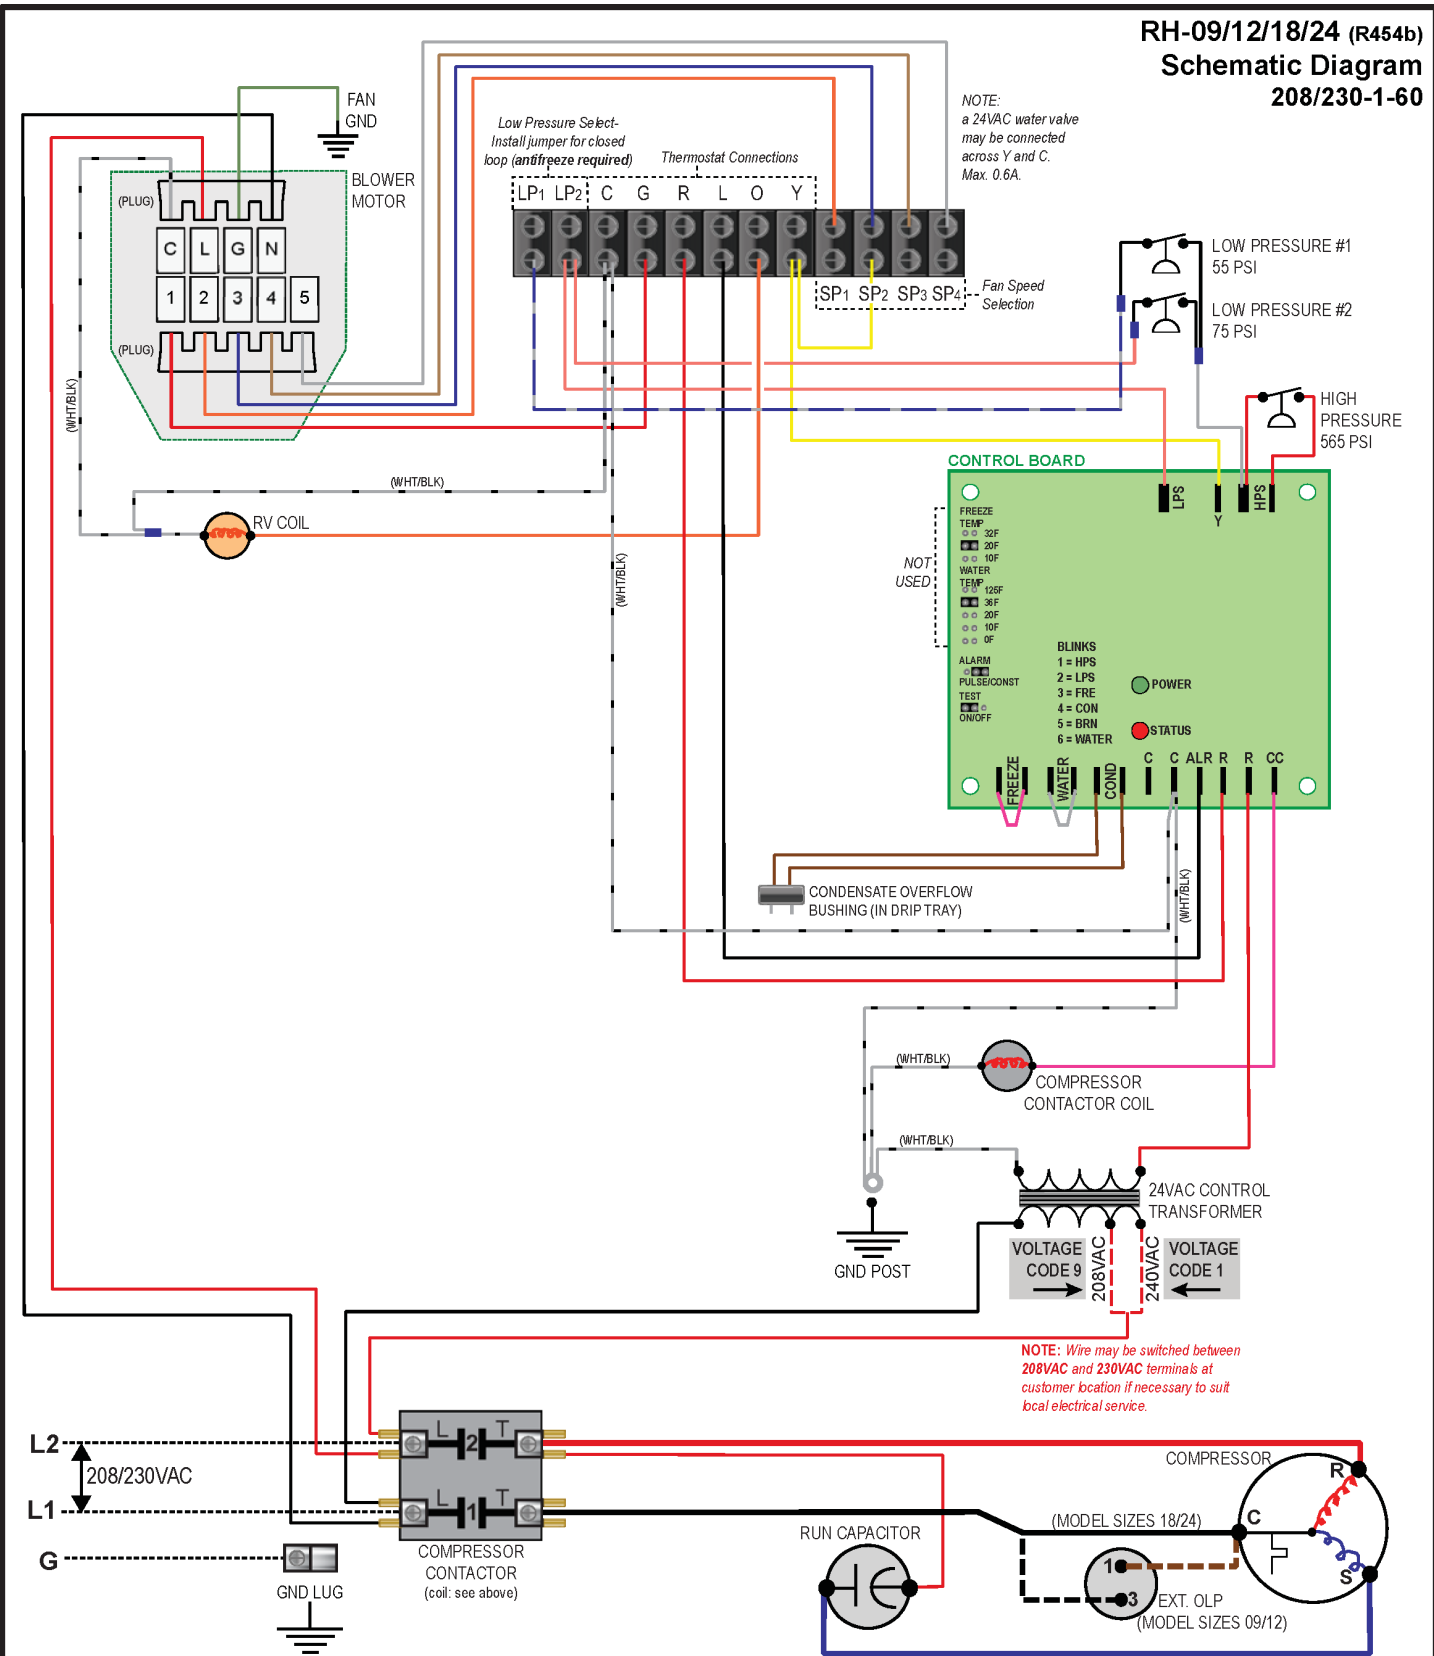 RH-09/12/18/24 (R454b)
Schematic Diagram
208/230-1-60
FAN
GND
BLOWER
MOTOR
(PLUG)
C L G N
1 2 3 4 5
(PLUG)
(WHT/BLK)
Low Pressure Select-
Install jumper for closed
loop (antifreeze required)
Thermostat Connections
LP1 LP2 C G R L O Y
SP1 SP2 SP3 SP4
Fan Speed
Selection
NOTE:
a 24VAC water valve
may be connected
across Y and C.
Max. 0.6A.
LOW PRESSURE #1
55 PSI
LOW PRESSURE #2
75 PSI
HIGH
PRESSURE
565 PSI
(WHT/BLK)
RV COIL
(WHT/BLK)
CONTROL BOARD
LPS
Y
HPS
NOT
USED
FREEZE
TEMP
32F
20F
10F
WATER
TEMP
125F
36F
20F
10F
0F
ALARM
PULSE/CONST
TEST
ON/OFF
BLINKS
1 = HPS
2 = LPS
3 = FRE
4 = CON
5 = BRN
6 = WATER
POWER
STATUS
FREEZE
WATER
COND
C C ALR R R CC
CONDENSATE OVERFLOW
BUSHING (IN DRIP TRAY)
(WHT/BLK)
(WHT/BLK)
COMPRESSOR
CONTACTOR COIL
(WHT/BLK)
GND POST
24VAC CONTROL
TRANSFORMER
VOLTAGE
CODE 9
208VAC
240VAC
VOLTAGE
CODE 1
NOTE: Wire may be switched between
208VAC and 230VAC terminals at
customer location if necessary to suit
local electrical service.
L2
208/230VAC
L1
G
GND LUG
L 2 T
L 1 T
COMPRESSOR
CONTACTOR
(coil: see above)
RUN CAPACITOR
(MODEL SIZES 18/24)
1
3
EXT. OLP
(MODEL SIZES 09/12)
COMPRESSOR
R
C
S